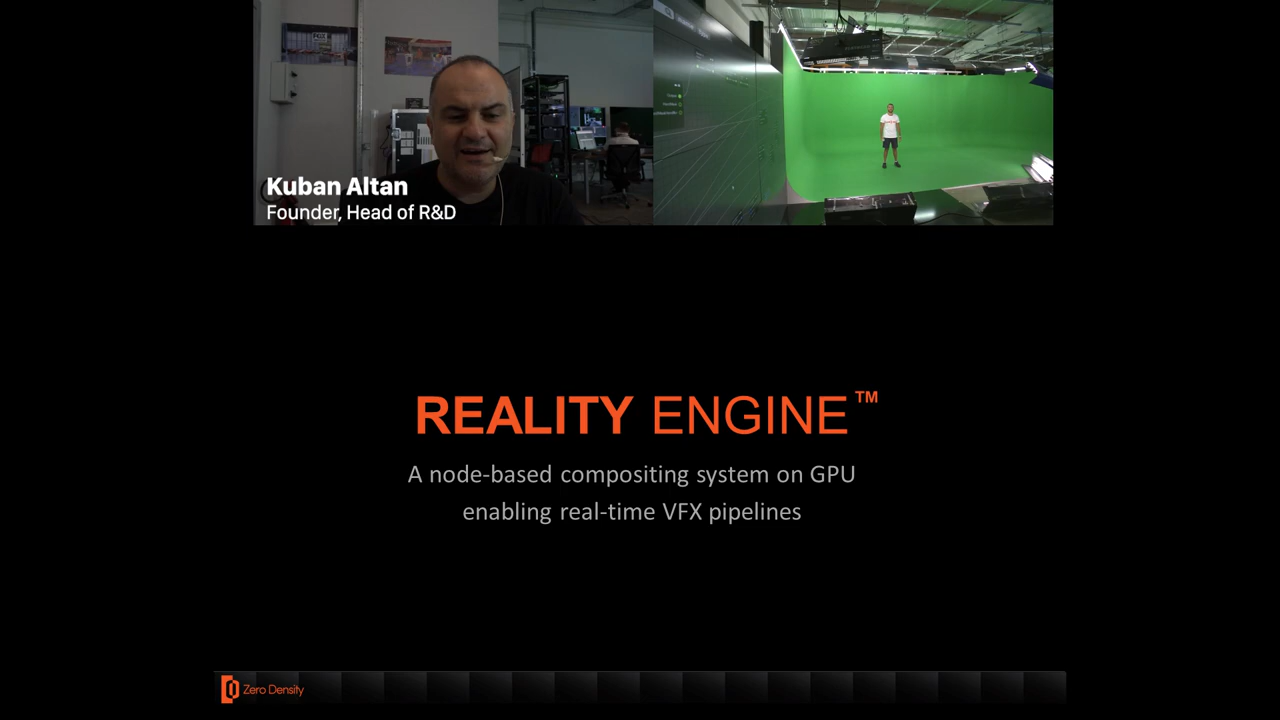 Kuban Altan
Founder, Head of R&D
REALITY ENGINE™
A node-based compositing system on GPU
enabling real-time VFX pipelines
Zero Density